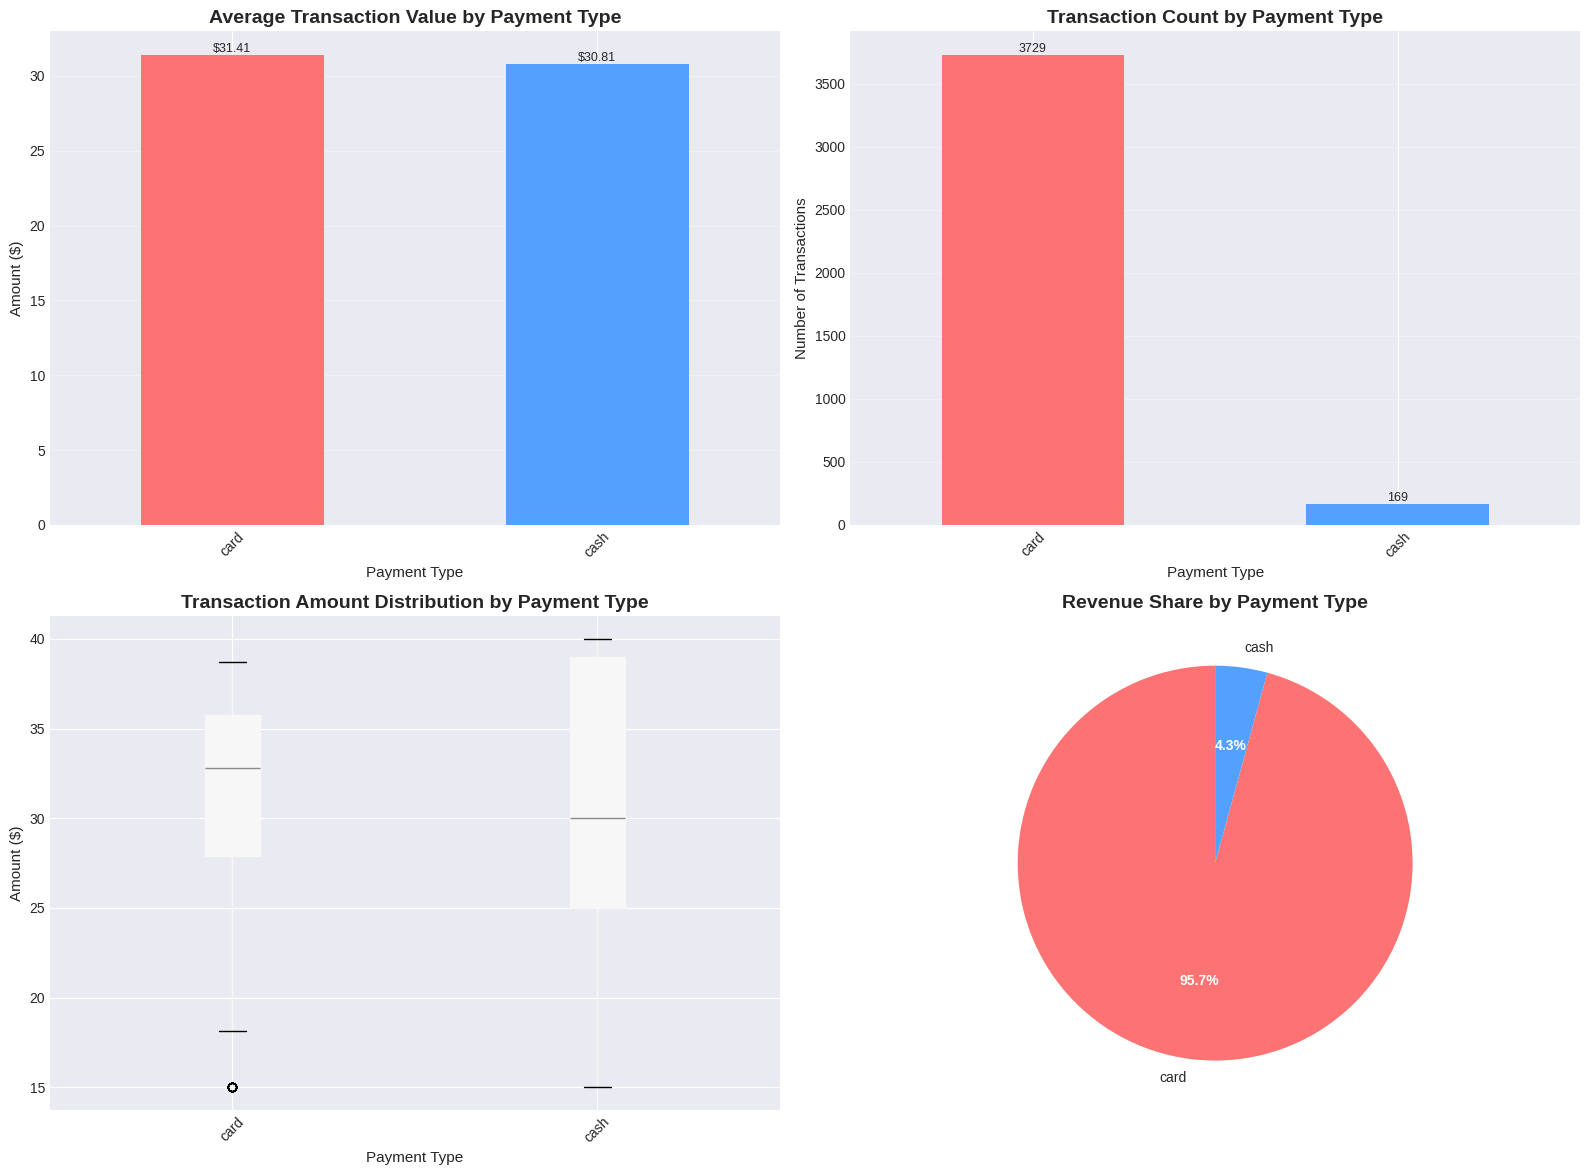 Average Transaction Value by Payment Type
$31.41
$30.81
30
25
20
15
10
5
0
Amount ($)
card
cash
Payment Type
Transaction Count by Payment Type
3729
169
3500
3000
2500
2000
1500
1000
500
0
Number of Transactions
card
cash
Payment Type
Transaction Amount Distribution by Payment Type
40
35
30
25
20
15
Amount ($)
card
cash
Payment Type
Revenue Share by Payment Type
cash
4.3%
95.7%
card